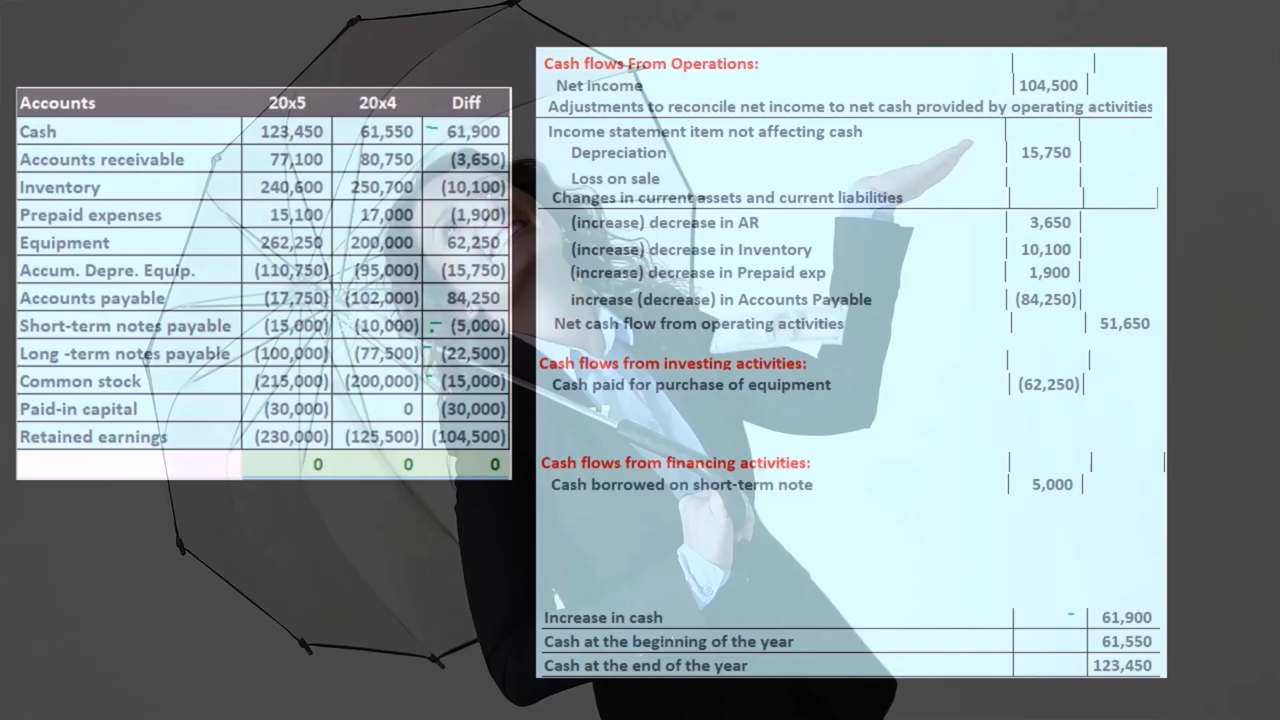 Accounts 20x5 20x4 Diff
Cash 123,450 61,550 61,900
Accounts receivable 77,100 80,750 (3,650)
Inventory 240,600 250,700 (10,100)
Prepaid expenses 15,100 17,000 (1,900)
Equipment 262,250 200,000 62,250
Accum. Depre. Equip. (110,750) (95,000) (15,750)
Accounts payable (17,750) (102,000) 84,250
Short-term notes payable (15,000) (10,000) (5,000)
Long -term notes payable (100,000) (77,500) (22,500)
Common stock (215,000) (200,000) (15,000)
Paid-in capital (30,000) 0 (30,000)
Retained earnings (230,000) (125,500) (104,500)
0 0 0
Cash flows From Operations:
Net income 104,500
Adjustments to reconcile net income to net cash provided by operating activities
Income statement item not affecting cash
Depreciation 15,750
Loss on sale
Changes in current assets and current liabilities
(increase) decrease in AR 3,650
(increase) decrease in Inventory 10,100
(increase) decrease in Prepaid exp 1,900
increase (decrease) in Accounts Payable (84,250)
Net cash flow from operating activities 51,650
Cash flows from investing activities:
Cash paid for purchase of equipment (62,250)
Cash flows from financing activities:
Cash borrowed on short-term note 5,000
Increase in cash 61,900
Cash at the beginning of the year 61,550
Cash at the end of the year 123,450